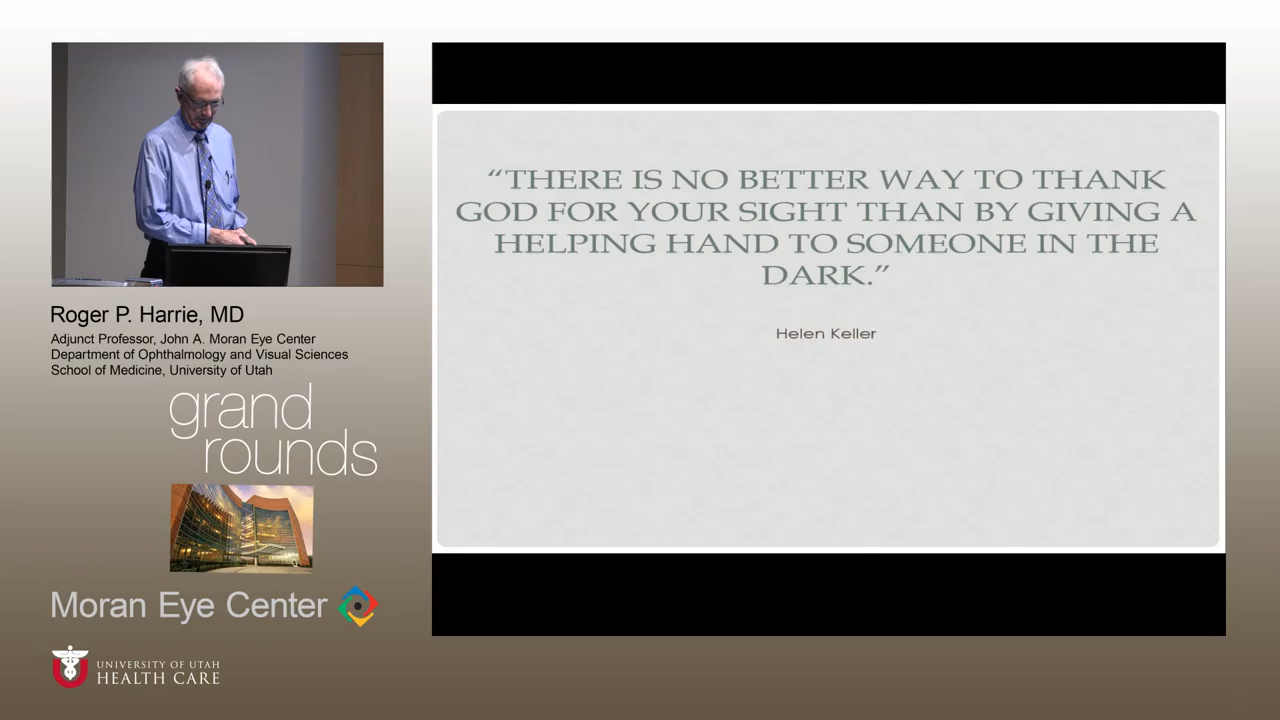 Roger P. Harrie, MD
Adjunct Professor, John A. Moran Eye Center
Department of Ophthalmology and Visual Sciences
School of Medicine, University of Utah
grand
rounds
Moran Eye Center
UNIVERSITY OF UTAH
HEALTH CARE
“THERE IS NO BETTER WAY TO THANK
GOD FOR YOUR SIGHT THAN BY GIVING A
HELPING HAND TO SOMEONE IN THE
DARK.”
Helen Keller